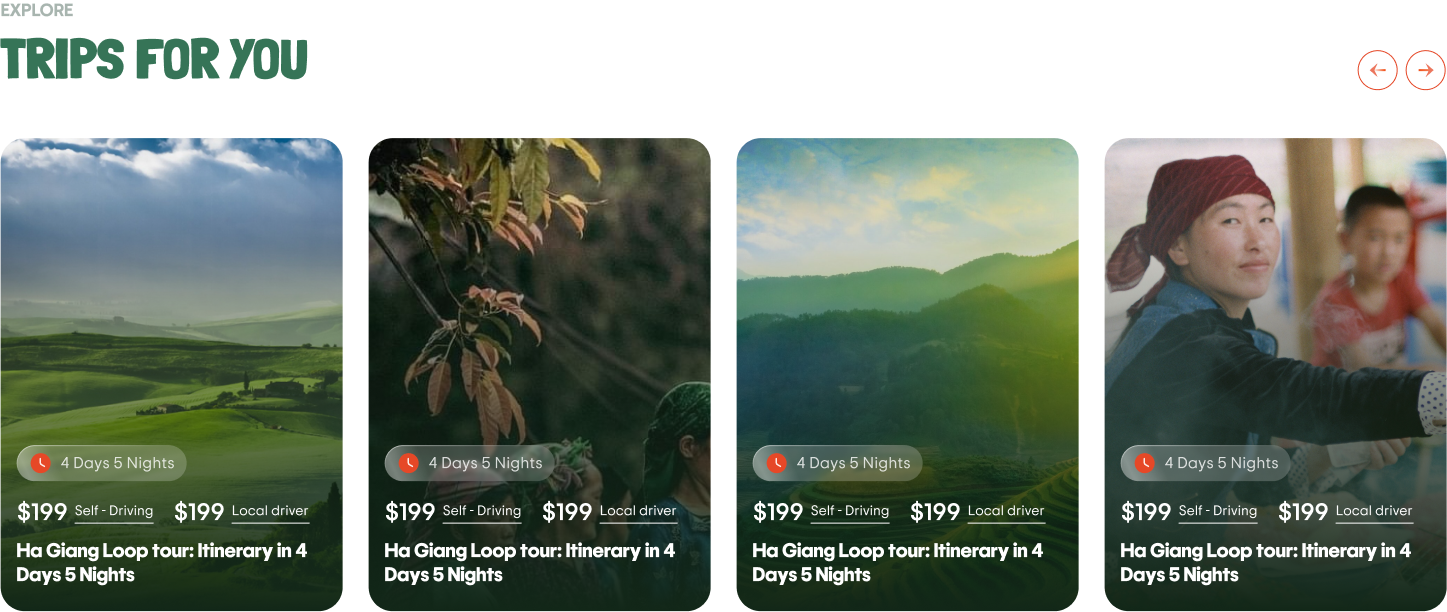 EXPLORE
TRIPS FOR YOU
4 Days 5 Nights
$199 Self - Driving $199 Local driver
Ha Giang Loop tour: Itinerary in 4
Days 5 Nights
4 Days 5 Nights
$199 Self - Driving $199 Local driver
Ha Giang Loop tour: Itinerary in 4
Days 5 Nights
4 Days 5 Nights
$199 Self - Driving $199 Local driver
Ha Giang Loop tour: Itinerary in 4
Days 5 Nights
4 Days 5 Nights
$199 Self - Driving $199 Local driver
Ha Giang Loop tour: Itinerary in 4
Days 5 Nights